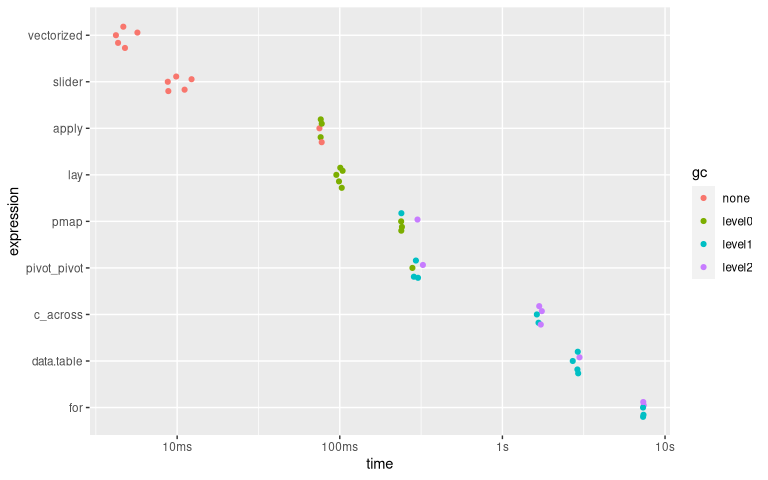 vectorized
slider
apply
lay
pmap
pivot_pivot
c_across
data.table
for
expression
10ms
100ms
1s
10s
time
gc
none
level0
level1
level2